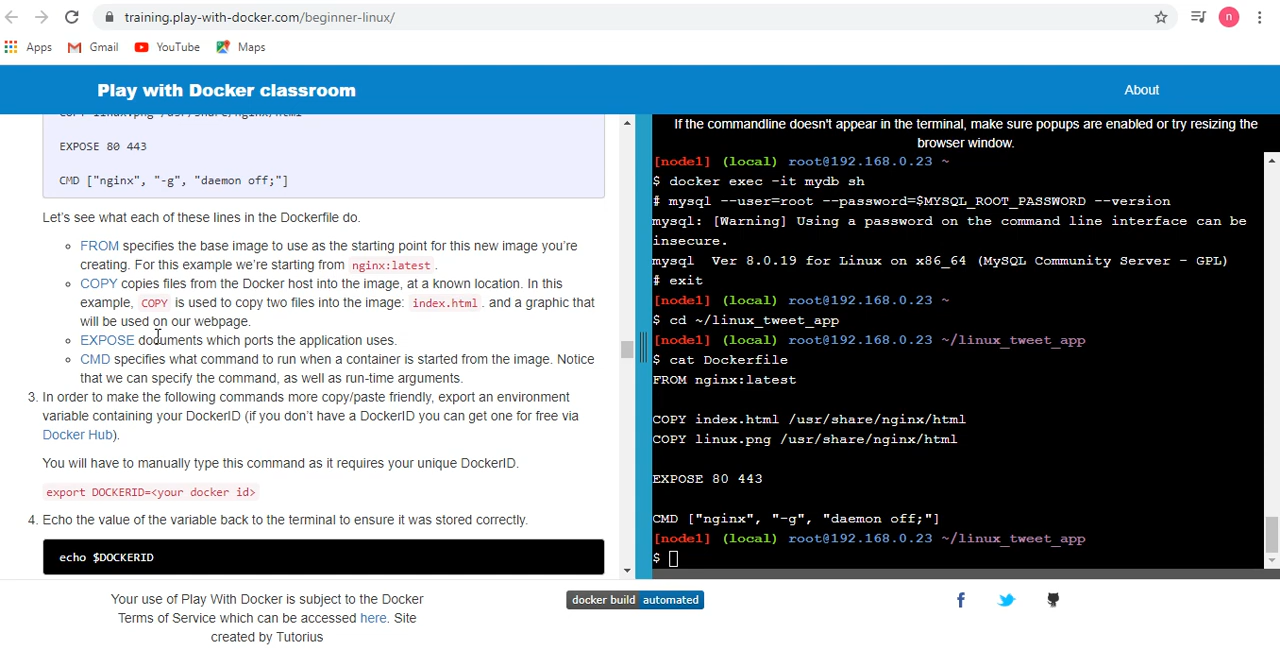 training.play-with-docker.com/beginner-linux/
n
Apps
Gmail
YouTube
Maps
Play with Docker classroom
About
COPY linux.png /usr/share/nginx/html
EXPOSE 80 443
CMD ["nginx", "-g", "daemon off;"]
Let's see what each of these lines in the Dockerfile do.
FROM specifies the base image to use as the starting point for this new image you're
creating. For this example we're starting from nginx:latest .
COPY copies files from the Docker host into the image, at a known location. In this
example, COPY is used to copy two files into the image: index.html . and a graphic that
will be used on our webpage.
EXPOSE documents which ports the application uses.
CMD specifies what command to run when a container is started from the image. Notice
that we can specify the command, as well as run-time arguments.
3. In order to make the following commands more copy/paste friendly, export an environment
variable containing your DockerID (if you don't have a DockerID you can get one for free via
Docker Hub).
You will have to manually type this command as it requires your unique DockerID.
export DOCKERID=<your docker id>
4. Echo the value of the variable back to the terminal to ensure it was stored correctly.
echo $DOCKERID
If the commandline doesn't appear in the terminal, make sure popups are enabled or try resizing the
browser window.
[node1] (local) root@192.168.0.23 ~
$ docker exec -it mydb sh
# mysql --user=root --password=$MYSQL_ROOT_PASSWORD --version
mysql: [Warning] Using a password on the command line interface can be
insecure.
mysql  Ver 8.0.19 for Linux on x86_64 (MySQL Community Server - GPL)
# exit
[node1] (local) root@192.168.0.23 ~
$ cd ~/linux_tweet_app
[node1] (local) root@192.168.0.23 ~/linux_tweet_app
$ cat Dockerfile
FROM nginx:latest
COPY index.html /usr/share/nginx/html
COPY linux.png /usr/share/nginx/html
EXPOSE 80 443
CMD ["nginx", "-g", "daemon off;"]
[node1] (local) root@192.168.0.23 ~/linux_tweet_app
$
Your use of Play With Docker is subject to the Docker
Terms of Service which can be accessed here. Site
created by Tutorius
docker build automated